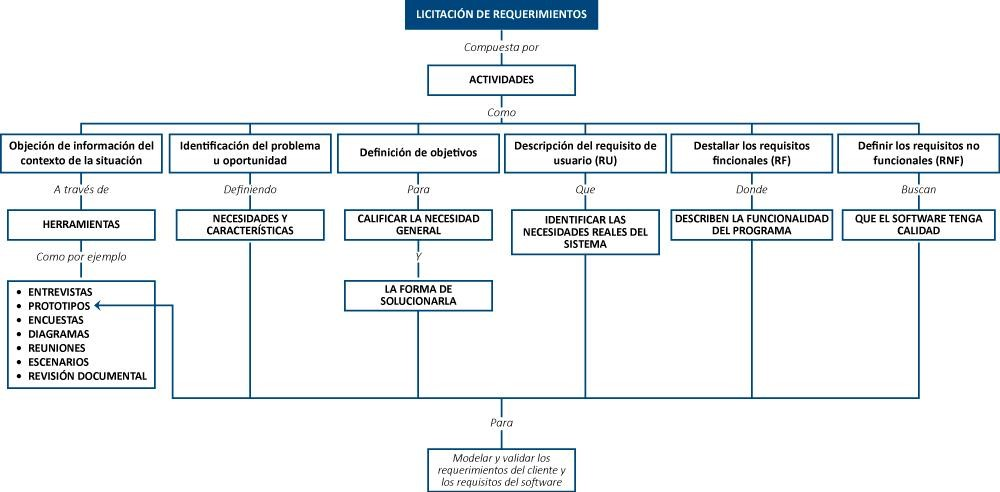 LICITACIÓN DE REQUERIMIENTOS
Compuesta por
ACTIVIDADES
Como
Objeción de información del
contexto de la situación
Identificación del problema
u oportunidad
Definición de objetivos
Descripción del requisito de
usuario (RU)
Destallar los requisitos
fincionales (RF)
Definir los requisitos no
funcionales (RNF)
A través de
Definiendo
Para
Que
Donde
Buscan
HERRAMIENTAS
NECESIDADES Y
CARACTERÍSTICAS
CALIFICAR LA NECESIDAD
GENERAL
IDENTIFICAR LAS
NECESIDADES REALES DEL
SISTEMA
DESCRIBEN LA FUNCIONALIDAD
DEL PROGRAMA
QUE EL SOFTWARE TENGA
CALIDAD
Como por ejemplo
Y
• ENTREVISTAS
• PROTOTIPOS
• ENCUESTAS
• DIAGRAMAS
• REUNIONES
• ESCENARIOS
• REVISIÓN DOCUMENTAL
LA FORMA DE
SOLUCIONARLA
Para
Modelar y validar los
requerimientos del cliente y
los requisitos del software